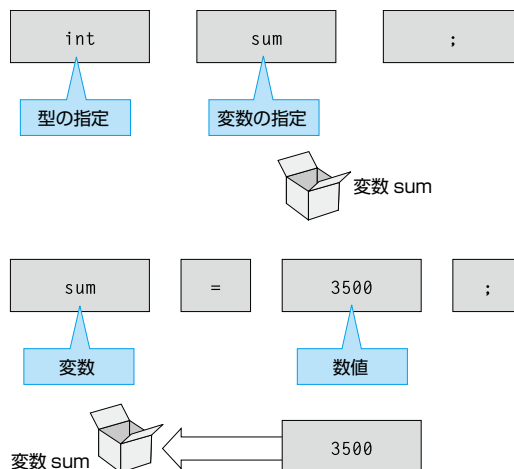 int sum ;
型の指定 変数の指定
変数 sum
sum = 3500 ;
変数 数値
変数 sum 3500